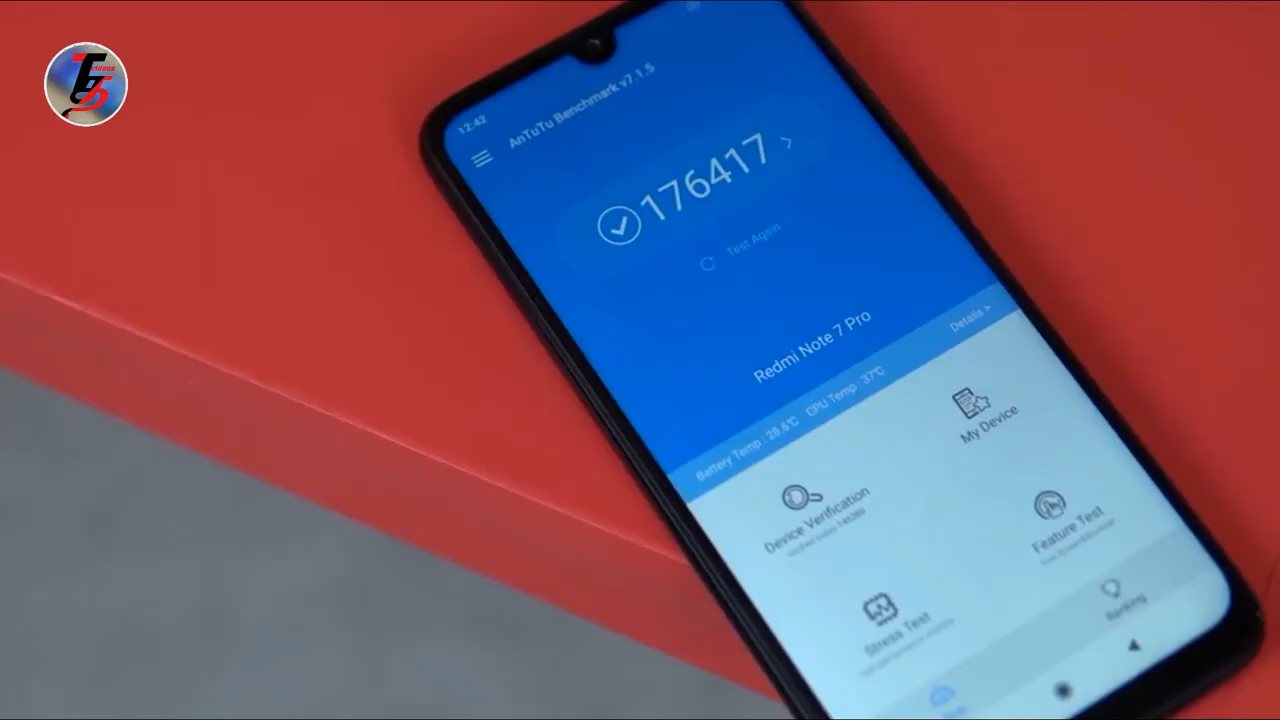 videos
12:42
AnTuTu Benchmark v7.1.5
176417 >
Test Again
Redmi Note 7 Pro
Battery Temp : 28.6℃ CPU Temp : 37℃ Details >
My Device
Device Verification
Feature Test
Stress Test
Ranking